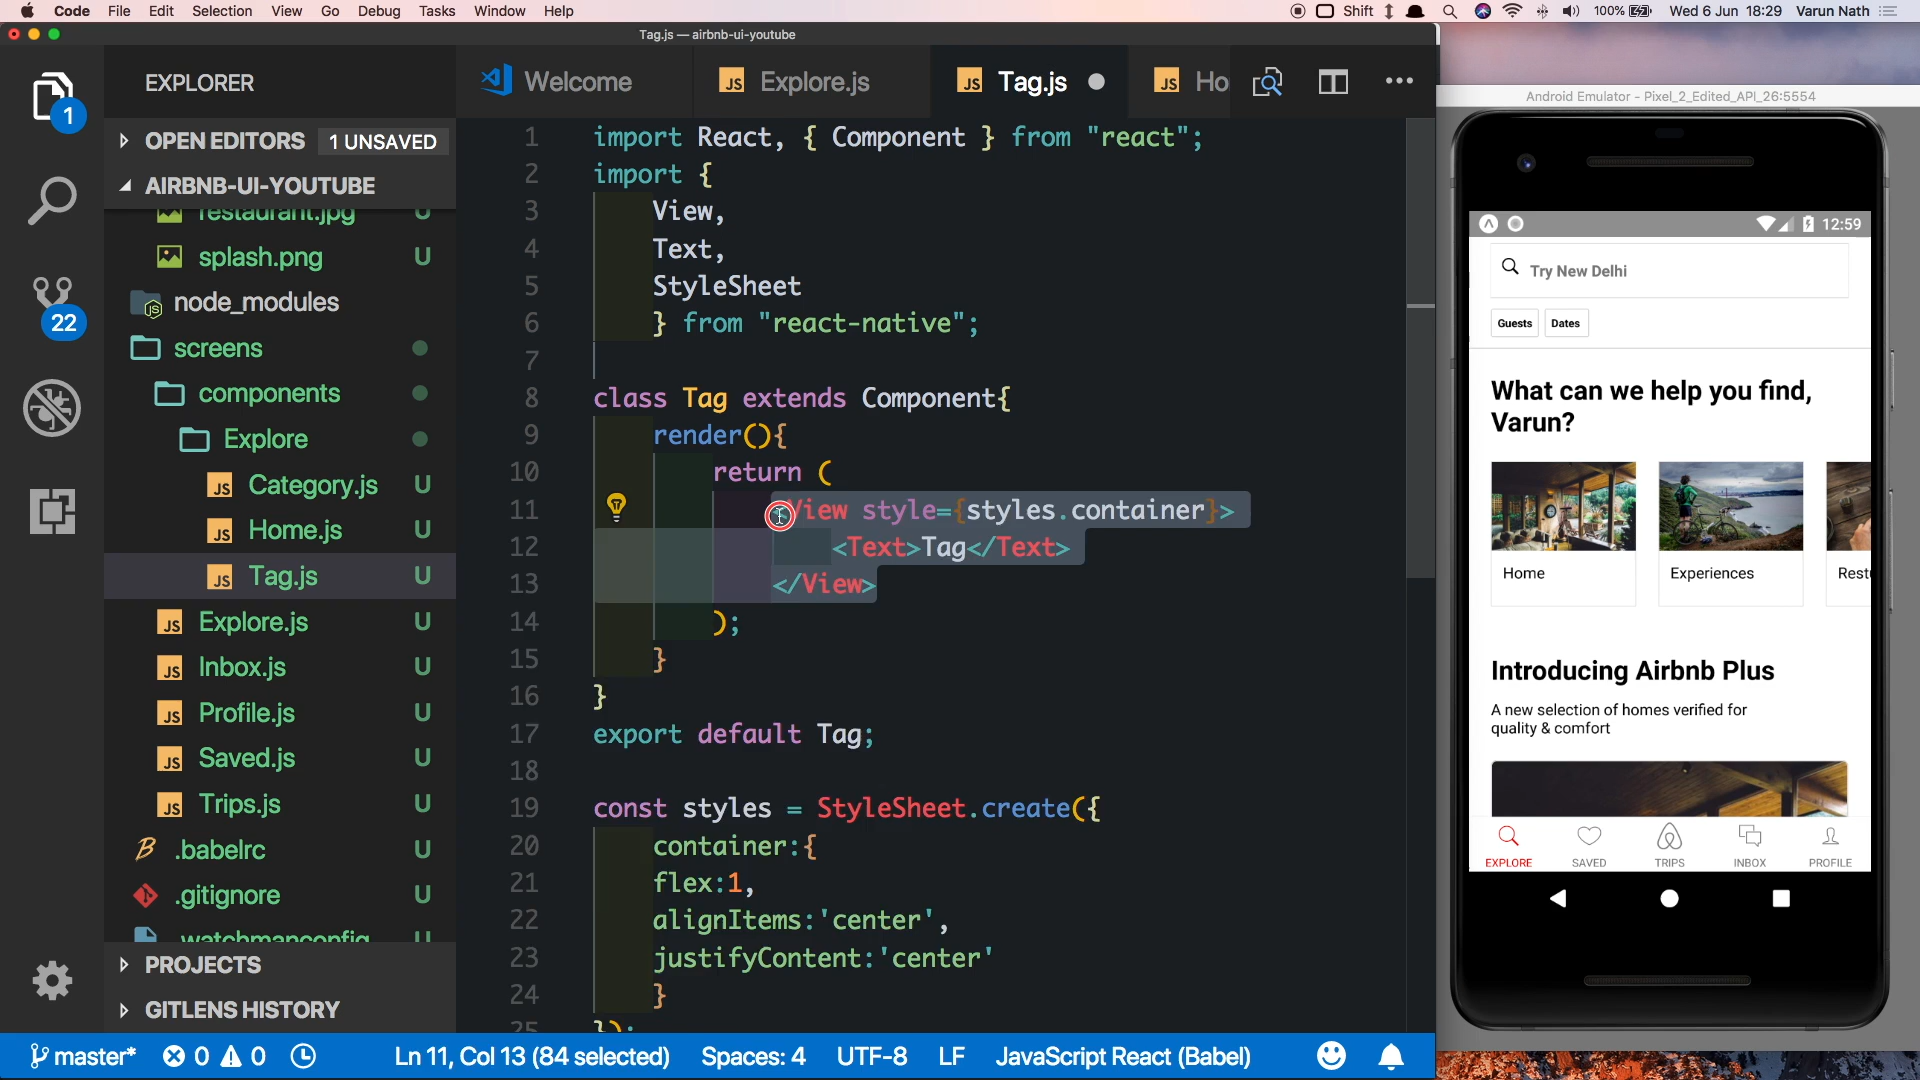 Code File Edit Selection View Go Debug Tasks Window Help
Shift 100% Wed 6 Jun 18:29 Varun Nath
Tag.js — airbnb-ui-youtube
EXPLORER
OPEN EDITORS 1 UNSAVED
AIRBNB-UI-YOUTUBE
restaurant.jpg U
splash.png U
node_modules
screens
components
Explore
Category.js U
Home.js U
Tag.js U
Explore.js U
Inbox.js U
Profile.js U
Saved.js U
Trips.js U
.babelrc U
.gitignore U
.watchmanconfig U
PROJECTS
GITLENS HISTORY
1
22
Welcome Explore.js Tag.js Ho
1 import React, { Component } from "react";
2 import {
3 View,
4 Text,
5 StyleSheet
6 } from "react-native";
7
8 class Tag extends Component{
9 render(){
10 return (
11 <View style={styles.container}>
12 <Text>Tag</Text>
13 </View>
14 );
15 }
16 }
17 export default Tag;
18
19 const styles = StyleSheet.create({
20 container:{
21 flex:1,
22 alignItems:'center',
23 justifyContent:'center'
24 }
25 });
master* 0 0 Ln 11, Col 13 (84 selected) Spaces: 4 UTF-8 LF JavaScript React (Babel)
Android Emulator - Pixel_2_Edited_API_26:5554
12:59
Try New Delhi
Guests Dates
What can we help you find,
Varun?
Home Experiences Rest
Introducing Airbnb Plus
A new selection of homes verified for
quality & comfort
EXPLORE SAVED TRIPS INBOX PROFILE